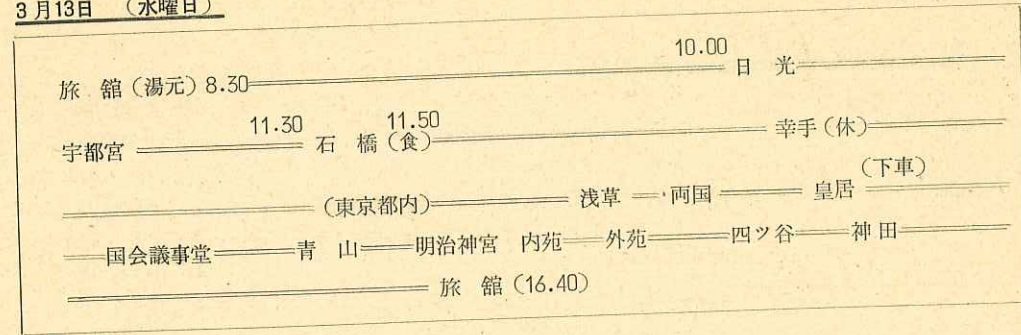 3月13日 (水曜日)
10.00
旅 舘(湯元)8.30 日 光
11.30 11.50
宇都宮 石 橋(食) 幸手(休)
(下車)
(東京都内) 浅草 両国 皇居
国会議事堂 青 山 明治神宮 内苑 外苑 四ツ谷 神田
旅 舘(16.40)